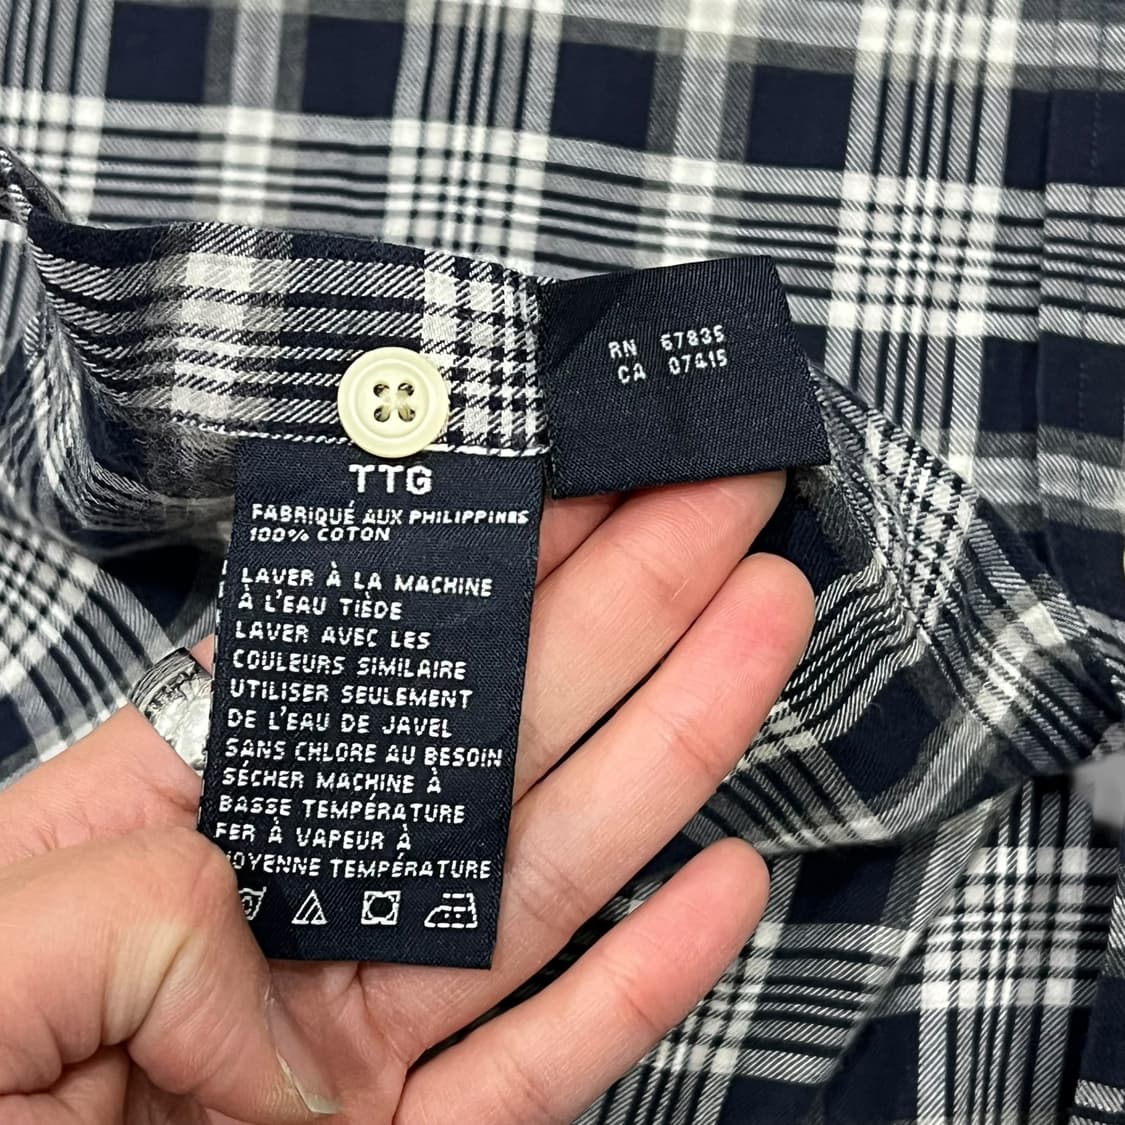 RN 67835
CA 07415
TTG
FABRIQUÉ AUX PHILIPPINES
100% COTON
LAVER À LA MACHINE
À L'EAU TIÈDE
LAVER AVEC LES
COULEURS SIMILAIRE
UTILISER SEULEMENT
DE L'EAU DE JAVEL
SANS CHLORE AU BESOIN
SÉCHER MACHINE À
BASSE TEMPÉRATURE
FER À VAPEUR À
MOYENNE TEMPÉRATURE